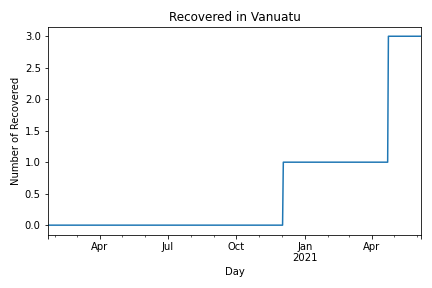 Recovered in Vanuatu
Number of Recovered
3.0
2.5
2.0
1.5
1.0
0.5
0.0
Apr Jul Oct Jan Apr
2021
Day